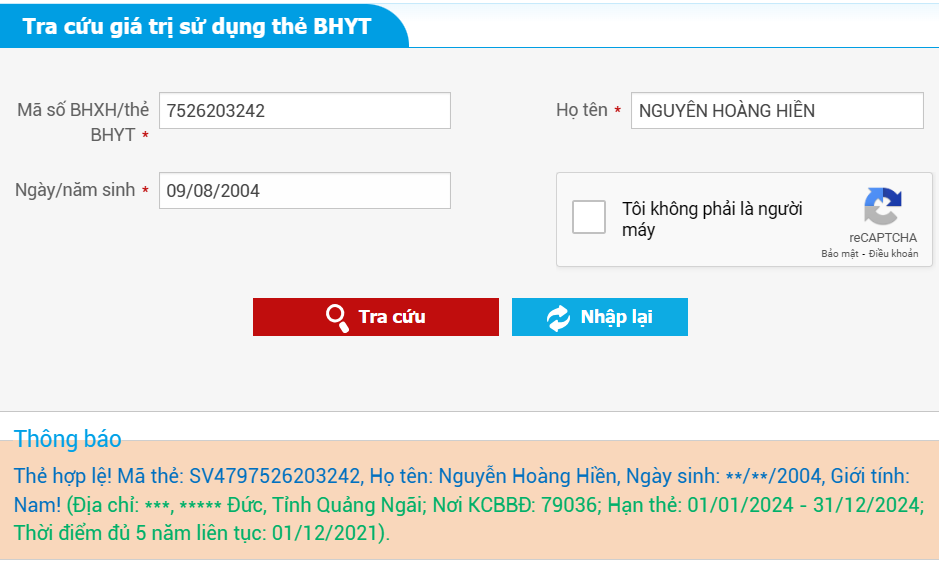 Tra cứu giá trị sử dụng thẻ BHYT
Mã số BHXH/thẻ BHYT * 7526203242
Họ tên * NGUYÊN HOÀNG HIỀN
Ngày/năm sinh * 09/08/2004
Tôi không phải là người
máy
reCAPTCHA
Bảo mật - Điều khoản
Tra cứu
Nhập lại
Thông báo
Thẻ hợp lệ! Mã thẻ: SV4797526203242, Họ tên: Nguyễn Hoàng Hiền, Ngày sinh: **/**/2004, Giới tính:
Nam! (Địa chỉ: ***, ***** Đức, Tỉnh Quảng Ngãi; Nơi KCBBĐ: 79036; Hạn thẻ: 01/01/2024 - 31/12/2024;
Thời điểm đủ 5 năm liên tục: 01/12/2021).